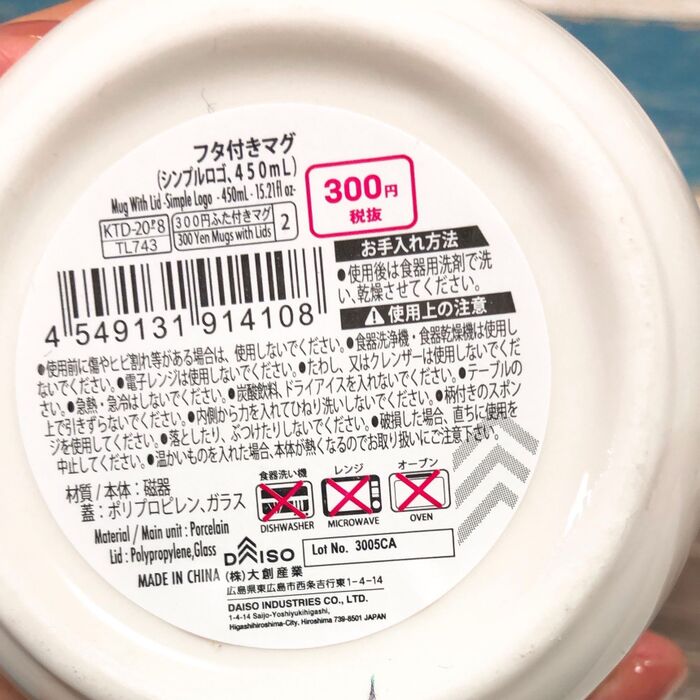 フタ付きマグ
(シンプルロゴ、450mL)
Mug With Lid -Simple Logo - 450mL - 15.21fl oz-
KTD-20 #8
TL743
300円ふた付きマグ
300 Yen Mugs with Lids
2
300円
税抜
4 549131 914108
お手入れ方法
●使用後は食器用洗剤で洗
い、乾燥させてください。
⚠使用上の注意
●食器洗浄機・食器乾燥機は使用し
●使用前に傷やヒビ割れ等がある場合は、使用しないでください。
ないでください。●電子レンジは使用しないでください。●たわし、又はクレンザーは使用しないでくださ
い。●急熱・急冷はしないでください。●炭酸飲料、ドライアイスを入れないでください。●テーブルの
上で引きずらないでください。●内側から力を入れてひねり洗いしないでください。●柄付きのスポン
ジを使用してください。●落としたり、ぶつけたりしないでください。●破損した場合、直ちに使用を
中止してください。●温かいものを入れた場合、本体が熱くなるのでお取り扱いにご注意下さい。
材質/本体:磁器
蓋:ポリプロピレン、ガラス
Material / Main unit : Porcelain
Lid : Polypropylene,Glass
食器洗い機
DISHWASHER
レンジ
MICROWAVE
オーブン
OVEN
MADE IN CHINA
DAISO
Lot No. 3005CA
(株)大創産業
広島県東広島市西条吉行東1-4-14
DAISO INDUSTRIES CO., LTD.
1-4-14 Saijo-Yoshiyukihigashi,
Higashihiroshima-City, Hiroshima 739-8501 JAPAN